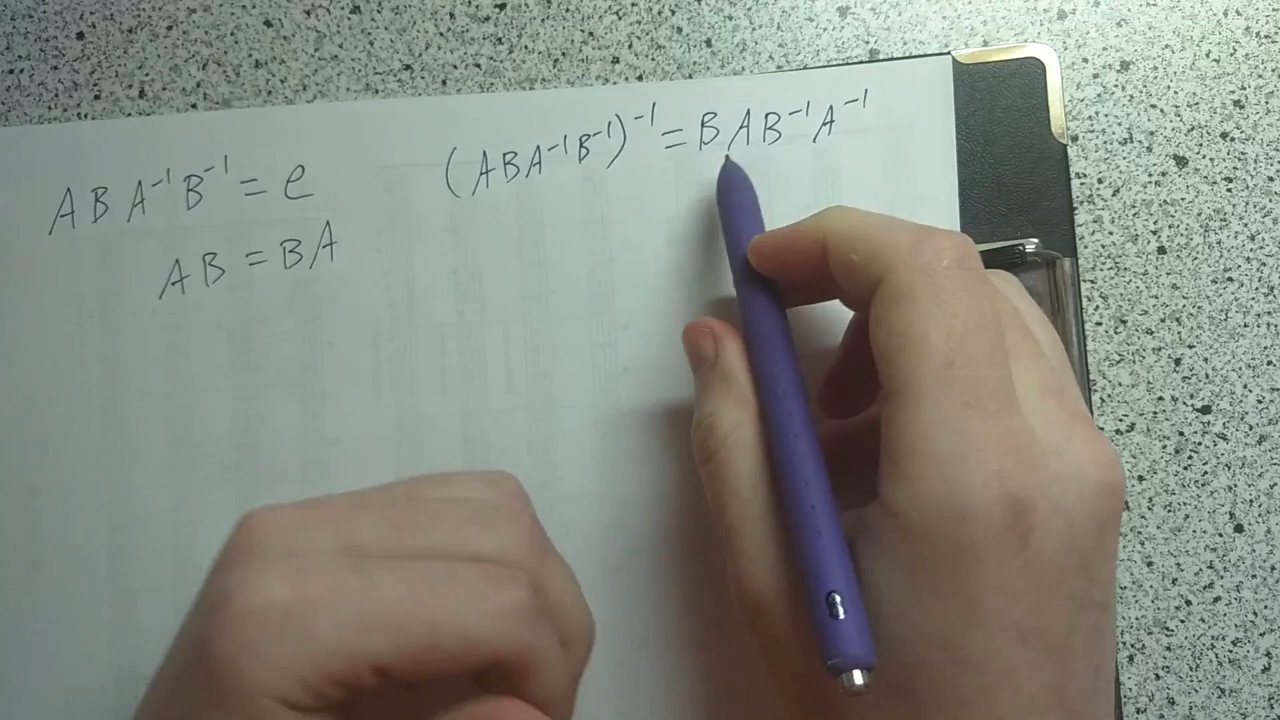 ABA⁻¹B⁻¹ = e
AB = BA
(ABA⁻¹B⁻¹)⁻¹ = BAB⁻¹A⁻¹